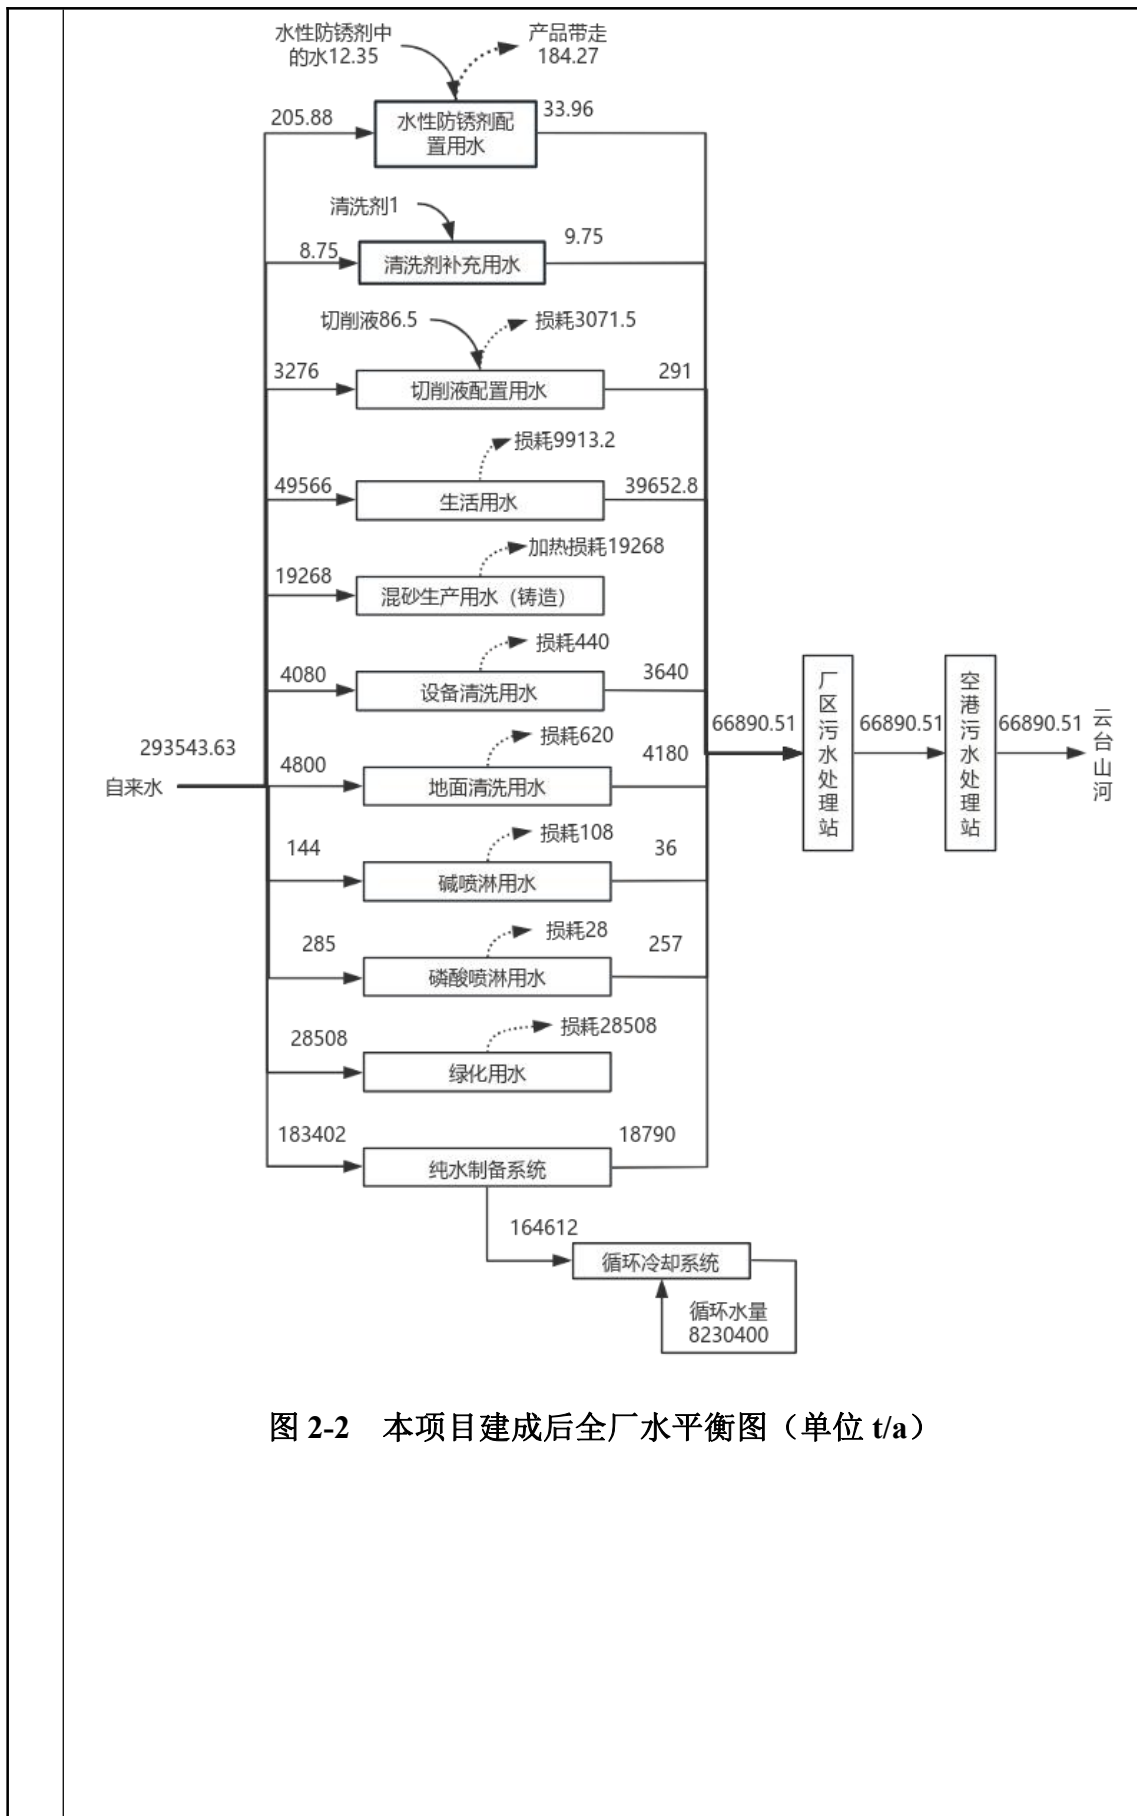 水性防锈剂中
的水12.35
产品带走
184.27
205.88
水性防锈剂配
置用水
33.96
清洗剂1
8.75
清洗剂补充用水
9.75
切削液86.5
损耗3071.5
3276
切削液配置用水
291
损耗9913.2
49566
生活用水
39652.8
加热损耗19268
19268
混砂生产用水（铸造）
损耗440
4080
设备清洗用水
3640
293543.63
自来水
损耗620
4800
地面清洗用水
4180
66890.51
厂区污水处理站
66890.51
空港污水处理站
66890.51
云台山河
损耗108
144
碱喷淋用水
36
损耗28
285
磷酸喷淋用水
257
损耗28508
28508
绿化用水
183402
纯水制备系统
18790
164612
循环冷却系统
循环水量
8230400
图 2-2 本项目建成后全厂水平衡图（单位 t/a）